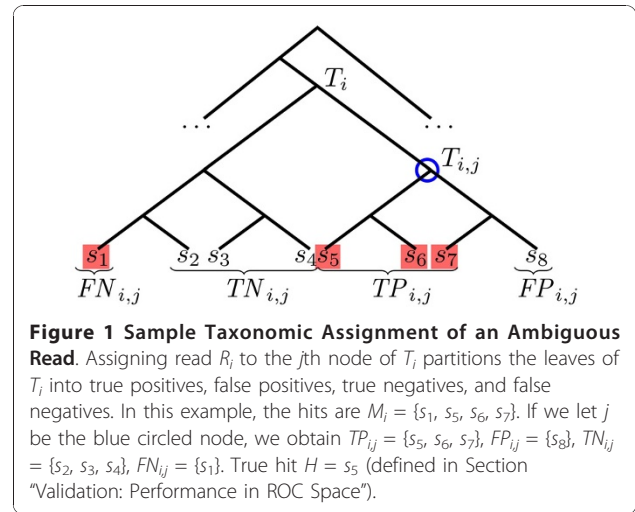 T_i
... ...
T_{i,j}
s_1 s_2 s_3 s_4 s_5 s_6 s_7 s_8
FN_{i,j} TN_{i,j} TP_{i,j} FP_{i,j}
Figure 1 Sample Taxonomic Assignment of an Ambiguous
Read. Assigning read R_i to the jth node of T_i partitions the leaves of
T_i into true positives, false positives, true negatives, and false
negatives. In this example, the hits are M_i = {s_1, s_5, s_6, s_7}. If we let j
be the blue circled node, we obtain TP_{i,j} = {s_5, s_6, s_7}, FP_{i,j} = {s_8}, TN_{i,j}
= {s_2, s_3, s_4}, FN_{i,j} = {s_1}. True hit H = s_5 (defined in Section
"Validation: Performance in ROC Space").